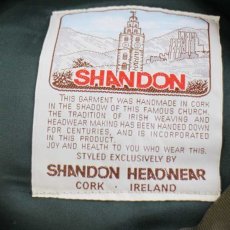 SHANDON
THIS GARMENT WAS HANDMADE IN CORK
IN THE SHADOW OF THIS FAMOUS CHURCH.
THE TRADITION OF IRISH WEAVING AND
HEADWEAR MAKING HAS BEEN HANDED DOWN
FOR CENTURIES, AND IS INCORPORATED
IN THIS PRODUCT.
JOY AND HEALTH TO YOU WHO WEAR THIS.
STYLED EXCLUSIVELY BY
SHANDON HEADWEAR
CORK · IRELAND